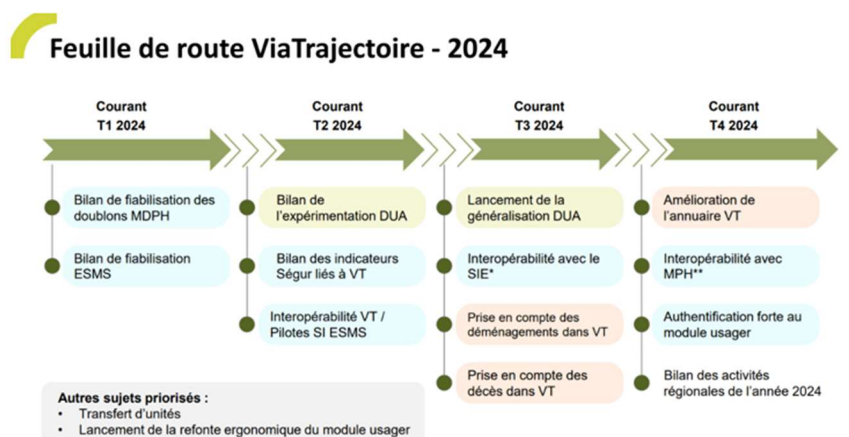 Feuille de route ViaTrajectoire - 2024
Courant
T1 2024
Courant
T2 2024
Courant
T3 2024
Courant
T4 2024
Bilan de fiabilisation des
doublons MDPH
Bilan de fiabilisation
ESMS
Bilan de
l'expérimentation DUA
Bilan des indicateurs
Ségur liés à VT
Interopérabilité VT /
Pilotes SI ESMS
Lancement de la
généralisation DUA
Interopérabilité avec le
SIE*
Prise en compte des
déménagements dans VT
Prise en compte des
décès dans VT
Amélioration de
l'annuaire VT
Interopérabilité avec
MPH**
Authentification forte au
module usager
Bilan des activités
régionales de l'année 2024
Autres sujets priorisés :
• Transfert d'unités
• Lancement de la refonte ergonomique du module usager